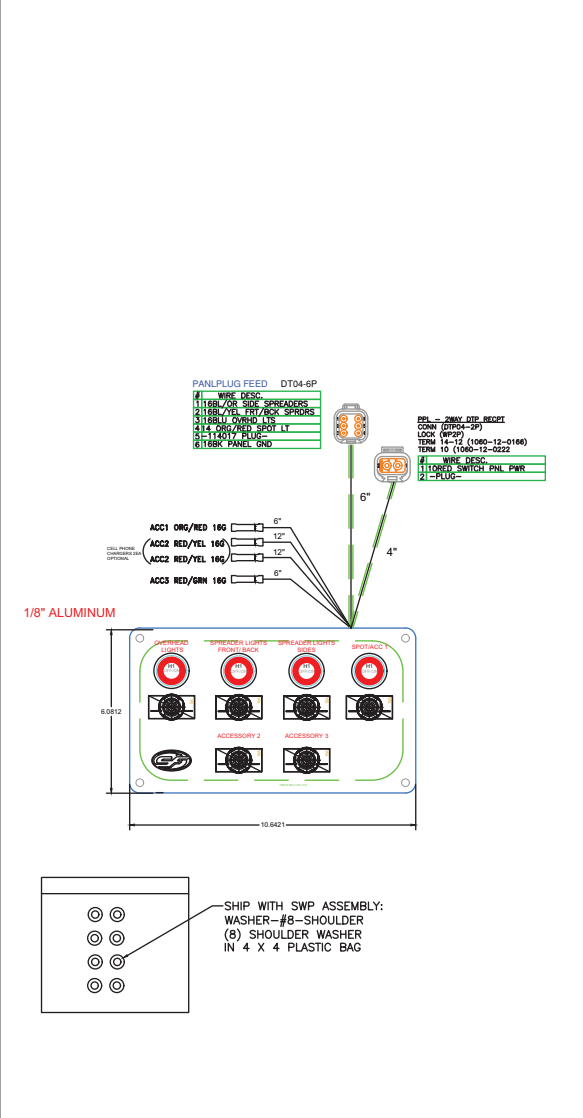 PANLPLUG FEED DT04-6P
# WIRE DESC.
1 16BL/OR SIDE SPREADERS
2 16BL/YEL FRT/BCK SPRDRS
3 16BLU OVRHD LTS
4 14 ORG/RED SPOT LT
5 -114017 PLUG-
6 16BK PANEL GND
PPL - 2WAY DTP RECPT
CONN (DTP04-2P)
LOCK (WP2P)
TERM 14-12 (1060-12-0166)
TERM 10 (1060-12-0222
# WIRE DESC.
1 10RED SWITCH PNL PWR
2 -PLUG-
6"
4"
ACC1 ORG/RED 16G 6"
ACC2 RED/YEL 16G 12"
CELL PHONE
CHARGERS 2EA
OPTIONAL
ACC2 RED/YEL 16G 12"
ACC3 RED/GRN 16G 6"
1/8" ALUMINUM
OVERHEAD
LIGHTS
SPREADER LIGHTS
FRONT/ BACK
SPREADER LIGHTS
SIDES
SPOT/ACC 1
H1
H1
H1
H1
6.0812
ACCESSORY 2
ACCESSORY 3
10.6421
SHIP WITH SWP ASSEMBLY:
WASHER-#8-SHOULDER
(8) SHOULDER WASHER
IN 4 X 4 PLASTIC BAG